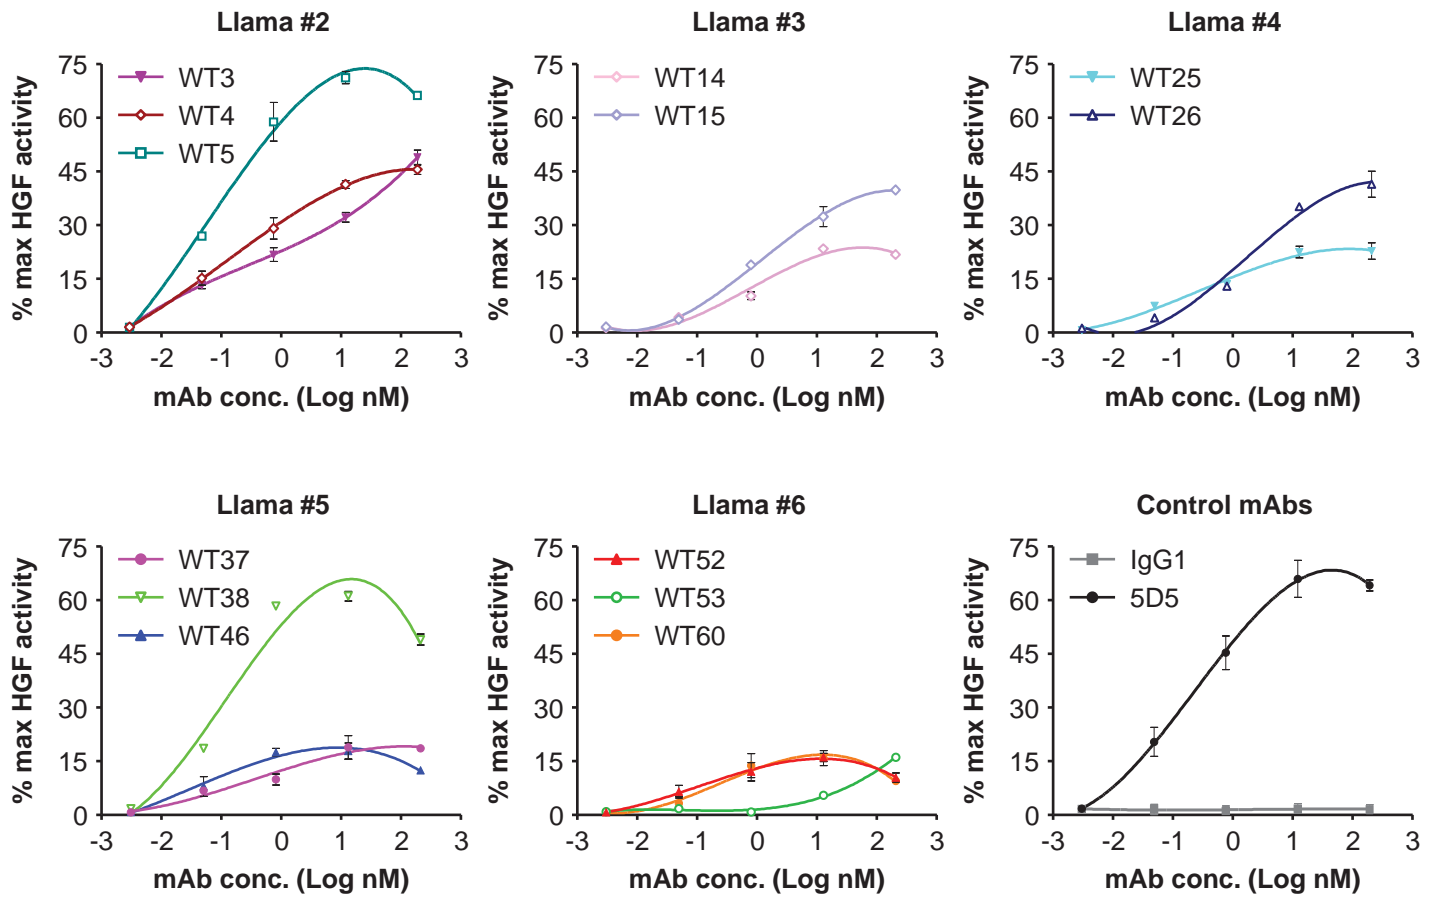 Llama #2
% max HGF activity
75
60
45
30
15
0
WT3
WT4
WT5
-3 -2 -1 0 1 2 3
mAb conc. (Log nM)
Llama #3
% max HGF activity
75
60
45
30
15
0
WT14
WT15
-3 -2 -1 0 1 2 3
mAb conc. (Log nM)
Llama #4
% max HGF activity
75
60
45
30
15
0
WT25
WT26
-3 -2 -1 0 1 2 3
mAb conc. (Log nM)
Llama #5
% max HGF activity
75
60
45
30
15
0
WT37
WT38
WT46
-3 -2 -1 0 1 2 3
mAb conc. (Log nM)
Llama #6
% max HGF activity
75
60
45
30
15
0
WT52
WT53
WT60
-3 -2 -1 0 1 2 3
mAb conc. (Log nM)
Control mAbs
% max HGF activity
75
60
45
30
15
0
IgG1
5D5
-3 -2 -1 0 1 2 3
mAb conc. (Log nM)